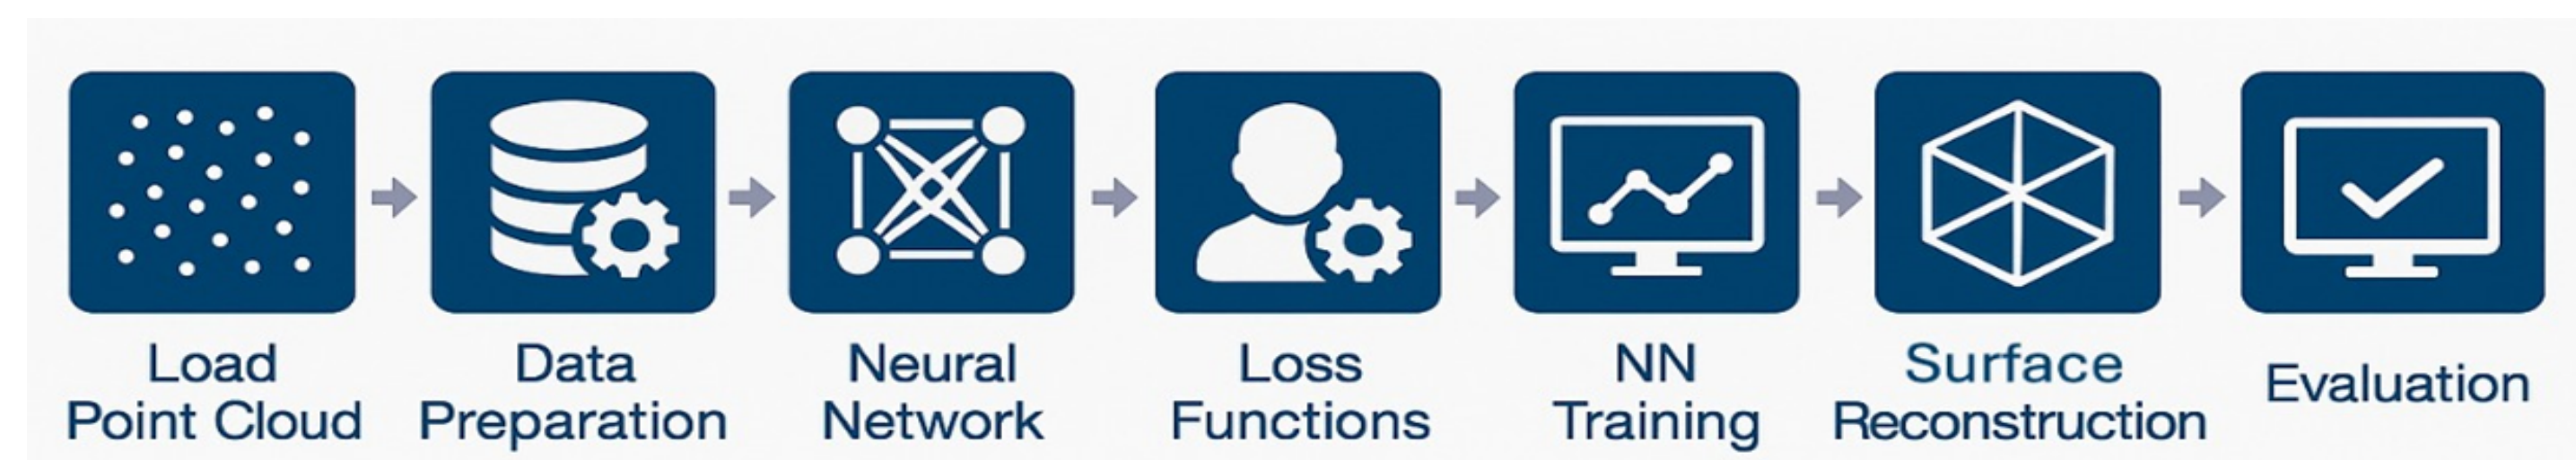 Load
Point Cloud
Data
Preparation
Neural
Network
Loss
Functions
NN
Training
Surface
Reconstruction
Evaluation